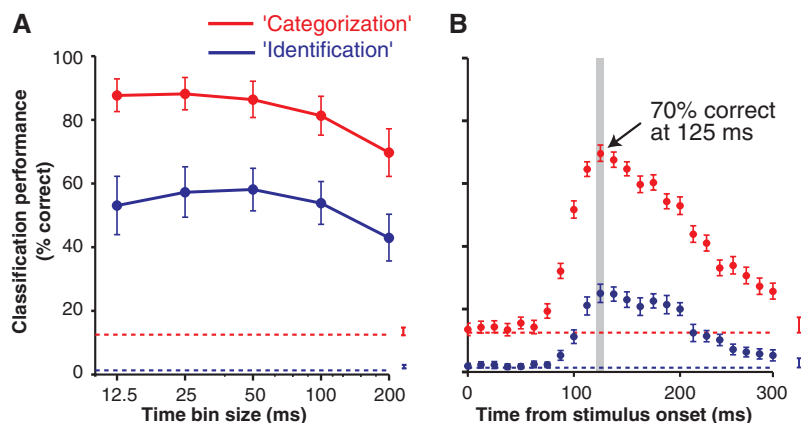 A
'Categorization'
'Identification'
B
Classification performance
(% correct)
100
80
60
40
20
0
12.5 25 50 100 200
Time bin size (ms)
70% correct
at 125 ms
0 100 200 300
Time from stimulus onset (ms)